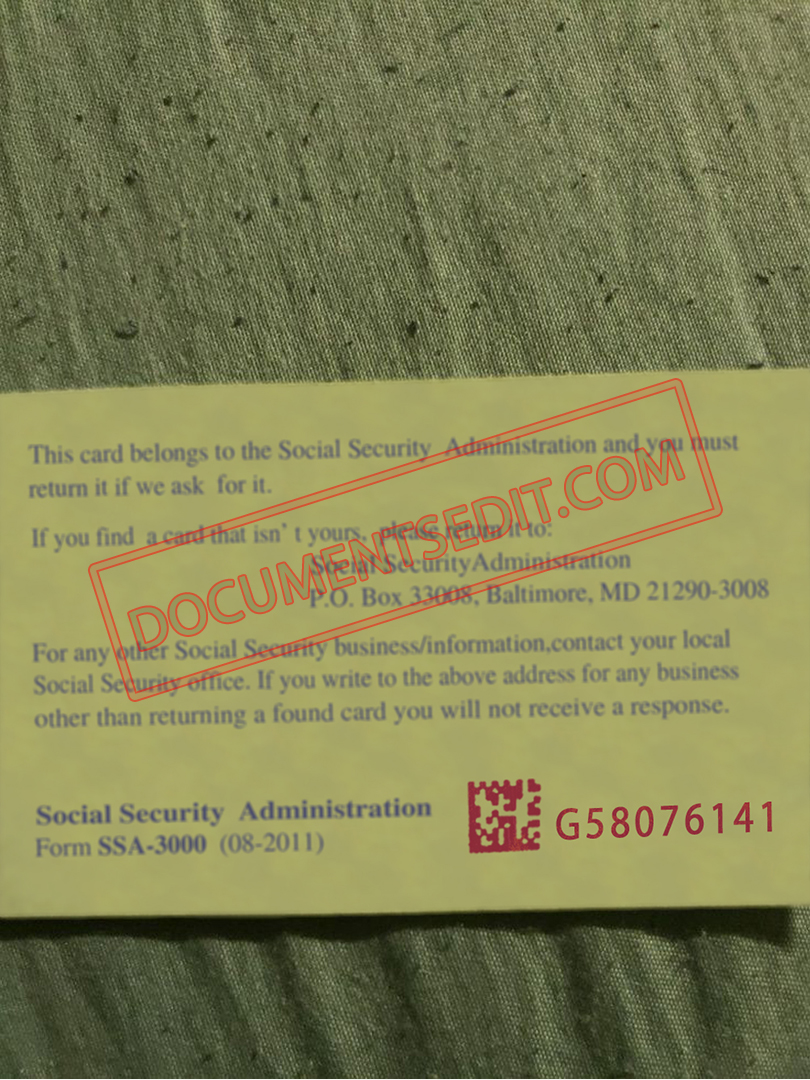 This card belongs to the Social Security Administration and you must
return it if we ask for it.
If you find a card that isn't yours, please return it to:
Social SecurityAdministration
P.O. Box 33008, Baltimore, MD 21290-3008
For any other Social Security business/information,contact your local
Social Security office. If you write to the above address for any business
other than returning a found card you will not receive a response.
Social Security Administration
Form SSA-3000 (08-2011)
G58076141
DOCUMENTSEDIT.COM